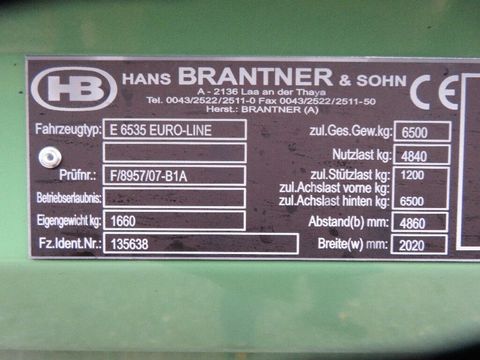 HB HANS BRANTNER & SOHN CE
A - 2136 Laa an der Thaya
Tel. 0043/2522/2511-0 Fax 0043/2522/2511-50
Herst.: BRANTNER (A)
Fahrzeugtyp: E 6535 EURO-LINE
Prüfnr.: F/8957/07-B1A
Betriebserlaubnis:
Eigengewicht kg: 1660
Fz.Ident.Nr.: 135638
zul.Ges.Gew.kg: 6500
Nutzlast kg: 4840
zul.Stützlast kg: 1200
zul.Achslast vorne kg:
zul.Achslast hinten kg: 6500
Abstand(b) mm: 4860
Breite(w) mm: 2020